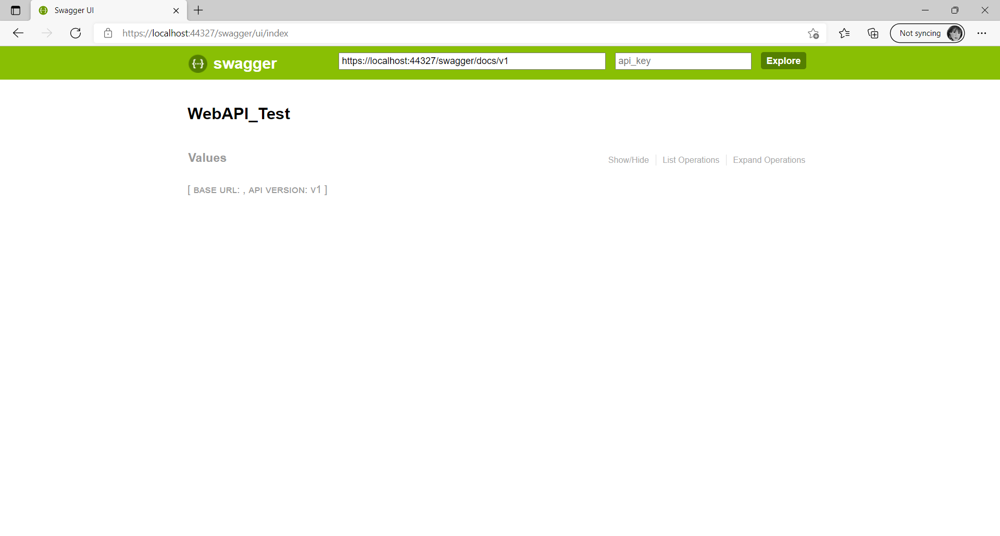 Swagger UI
https://localhost:44327/swagger/ui/index
Not syncing
{···} swagger
https://localhost:44327/swagger/docs/v1
api_key
Explore
WebAPI_Test
Values
Show/Hide
List Operations
Expand Operations
[ BASE URL: , API VERSION: V1 ]